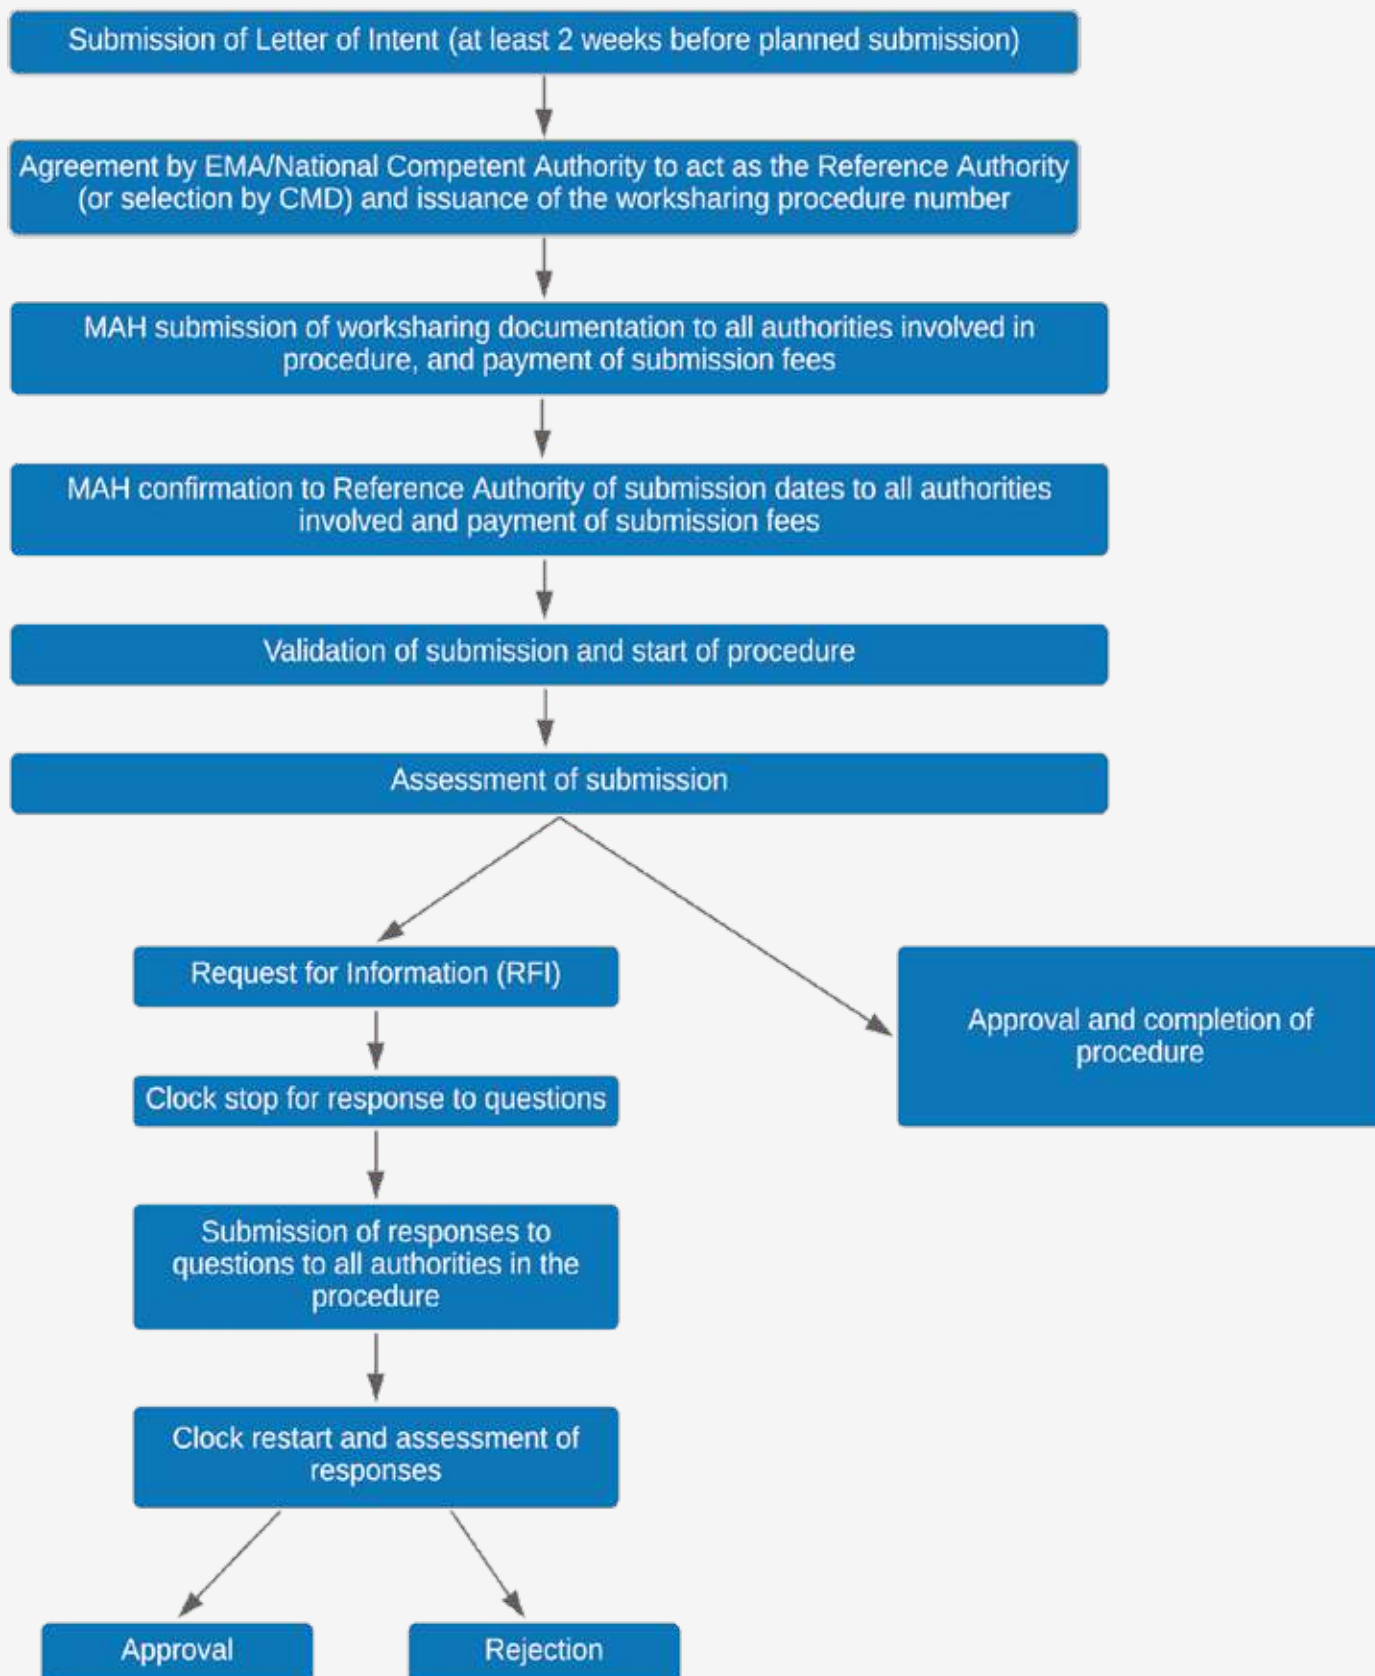 Submission of Letter of Intent (at least 2 weeks before planned submission)
Agreement by EMA/National Competent Authority to act as the Reference Authority
(or selection by CMD) and issuance of the worksharing procedure number
MAH submission of worksharing documentation to all authorities involved in
procedure, and payment of submission fees
MAH confirmation to Reference Authority of submission dates to all authorities
involved and payment of submission fees
Validation of submission and start of procedure
Assessment of submission
Request for Information (RFI)
Approval and completion of
procedure
Clock stop for response to questions
Submission of responses to
questions to all authorities in the
procedure
Clock restart and assessment of
responses
Approval
Rejection